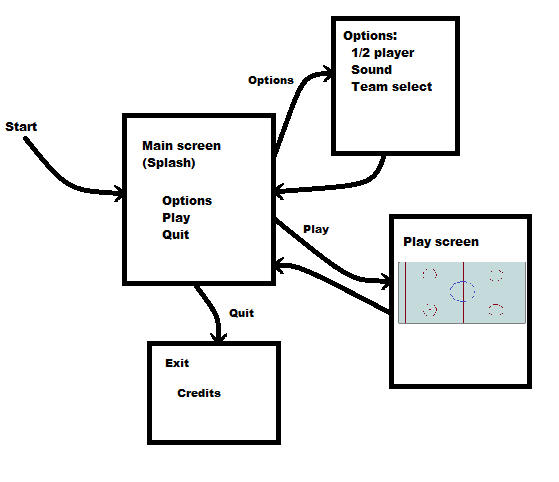 Options:
1/2 player
Sound
Team select
Options
Start
Main screen
(Splash)
Options
Play
Quit
Play
Play screen
Quit
Exit
Credits